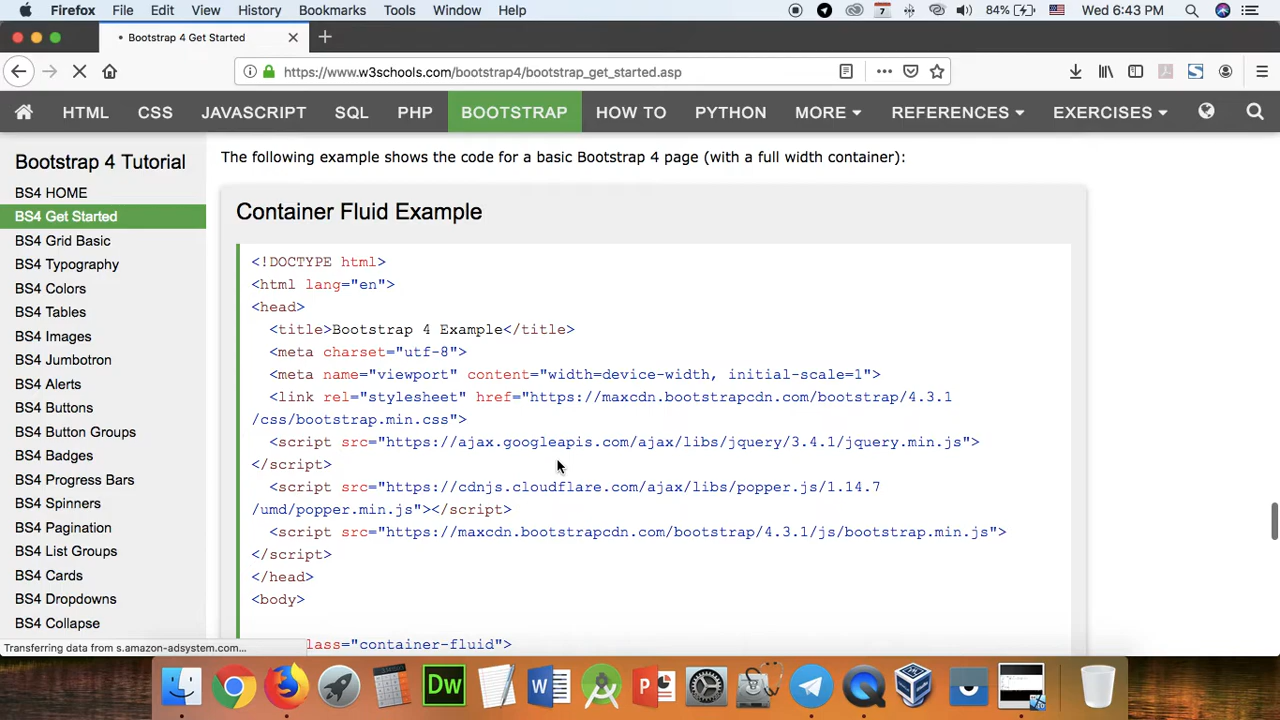 Firefox File Edit View History Bookmarks Tools Window Help 7 84% Wed 6:43 PM
Bootstrap 4 Get Started
https://www.w3schools.com/bootstrap4/bootstrap_get_started.asp
HTML CSS JAVASCRIPT SQL PHP BOOTSTRAP HOW TO PYTHON MORE REFERENCES EXERCISES
Bootstrap 4 Tutorial
BS4 HOME
BS4 Get Started
BS4 Grid Basic
BS4 Typography
BS4 Colors
BS4 Tables
BS4 Images
BS4 Jumbotron
BS4 Alerts
BS4 Buttons
BS4 Button Groups
BS4 Badges
BS4 Progress Bars
BS4 Spinners
BS4 Pagination
BS4 List Groups
BS4 Cards
BS4 Dropdowns
BS4 Collapse
Transferring data from s.amazon-adsystem.com...
The following example shows the code for a basic Bootstrap 4 page (with a full width container):
Container Fluid Example
<!DOCTYPE html>
<html lang="en">
<head>
<title>Bootstrap 4 Example</title>
<meta charset="utf-8">
<meta name="viewport" content="width=device-width, initial-scale=1">
<link rel="stylesheet" href="https://maxcdn.bootstrapcdn.com/bootstrap/4.3.1
/css/bootstrap.min.css">
<script src="https://ajax.googleapis.com/ajax/libs/jquery/3.4.1/jquery.min.js">
</script>
<script src="https://cdnjs.cloudflare.com/ajax/libs/popper.js/1.14.7
/umd/popper.min.js"></script>
<script src="https://maxcdn.bootstrapcdn.com/bootstrap/4.3.1/js/bootstrap.min.js">
</script>
</head>
<body>
lass="container-fluid">
Dw W P